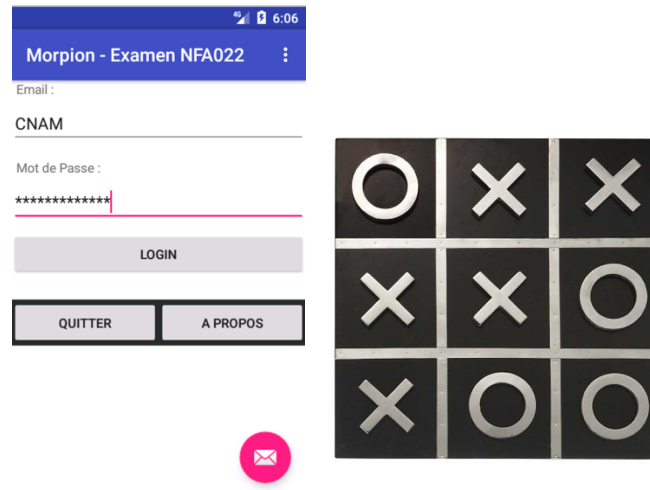 4G 6:06
Morpion - Examen NFA022
Email :
CNAM
Mot de Passe :
*************
LOGIN
QUITTER
A PROPOS
O X X
X X O
X O O